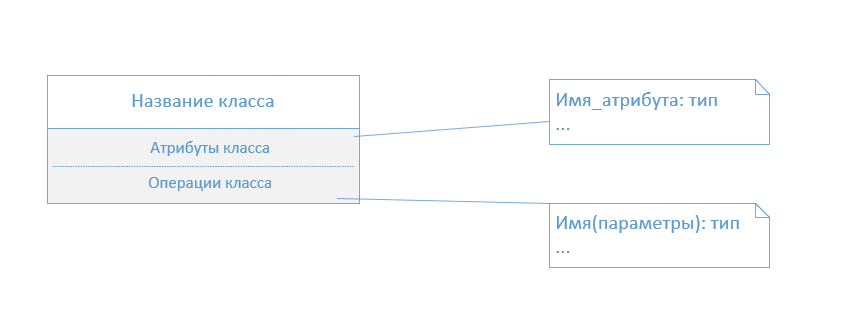 Название класса
Атрибуты класса
Операции класса
Имя_атрибута: тип
...
Имя(параметры): тип
...